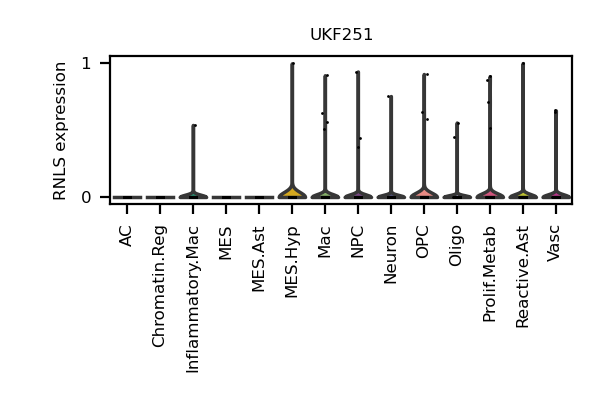 UKF251
RNLS expression
1
0
AC
Chromatin.Reg
Inflammatory.Mac
MES
MES.Ast
MES.Hyp
Mac
NPC
Neuron
OPC
Oligo
Prolif.Metab
Reactive.Ast
Vasc